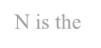 N is the